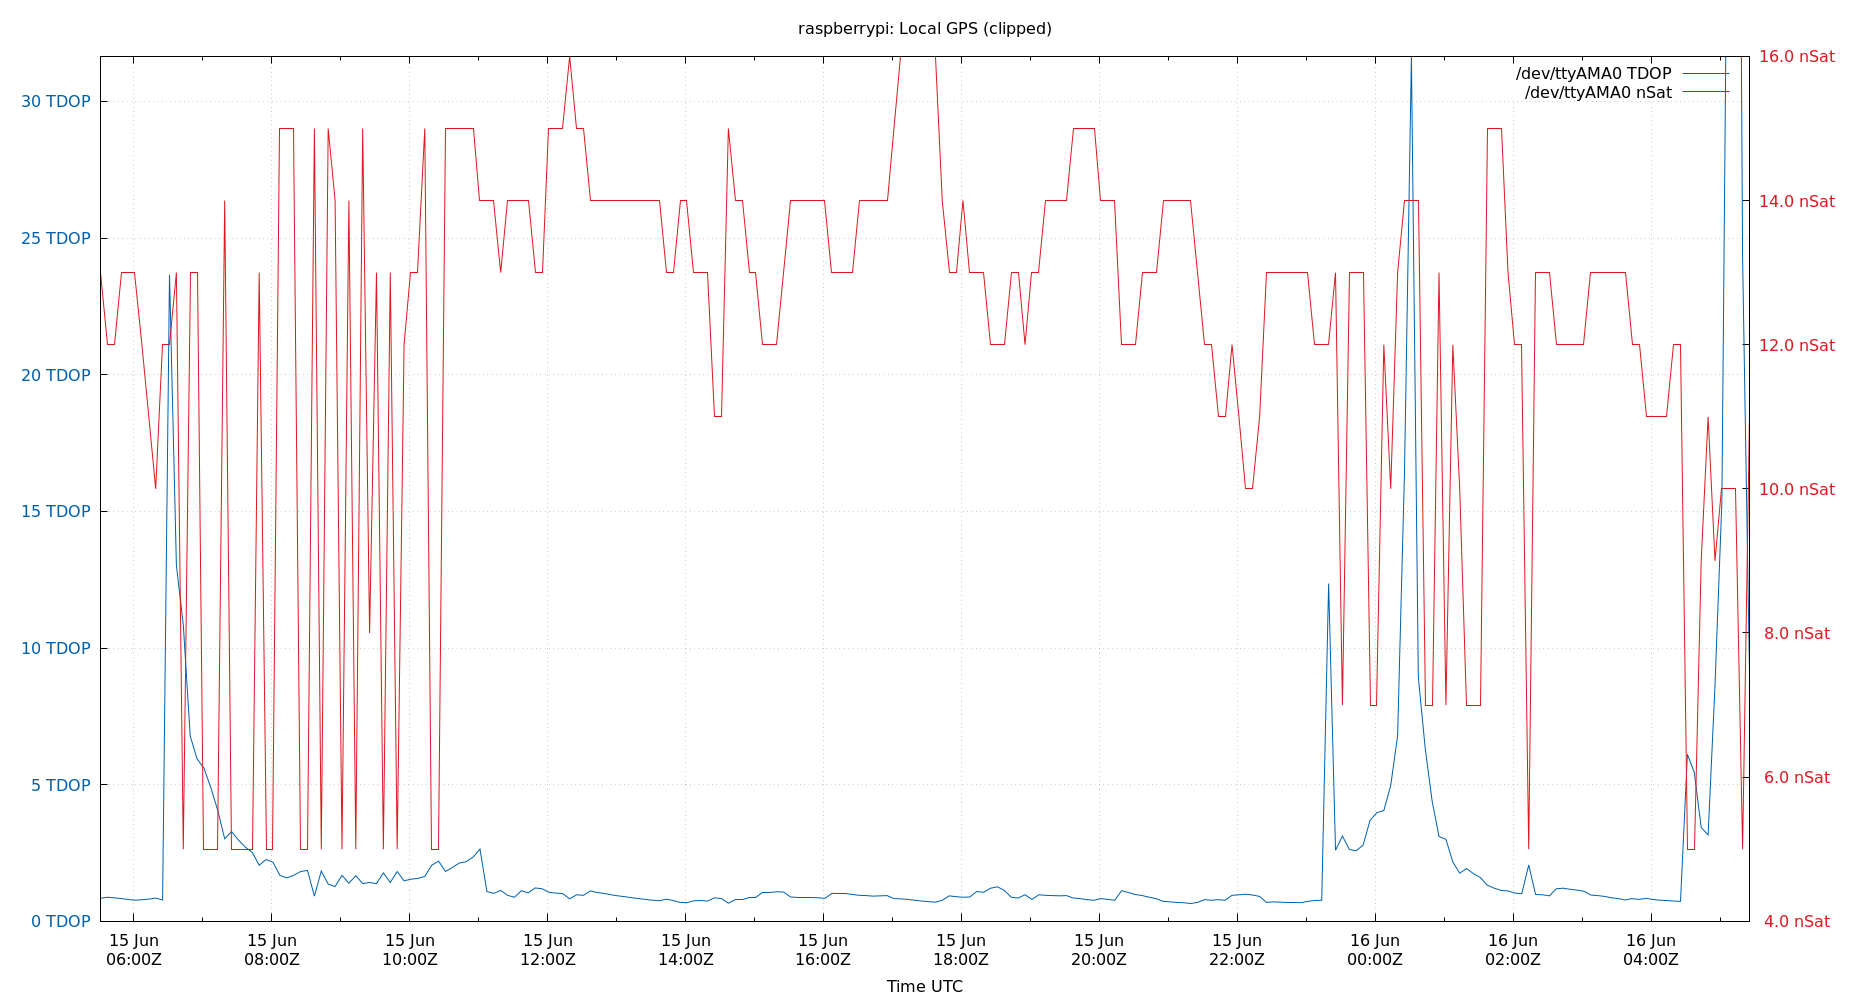 raspberrypi: Local GPS (clipped)
/dev/ttyAMA0 TDOP
/dev/ttyAMA0 nSat
30 TDOP
25 TDOP
20 TDOP
15 TDOP
10 TDOP
5 TDOP
0 TDOP
16.0 nSat
14.0 nSat
12.0 nSat
10.0 nSat
8.0 nSat
6.0 nSat
4.0 nSat
15 Jun
06:00Z
15 Jun
08:00Z
15 Jun
10:00Z
15 Jun
12:00Z
15 Jun
14:00Z
15 Jun
16:00Z
15 Jun
18:00Z
15 Jun
20:00Z
15 Jun
22:00Z
16 Jun
00:00Z
16 Jun
02:00Z
16 Jun
04:00Z
Time UTC